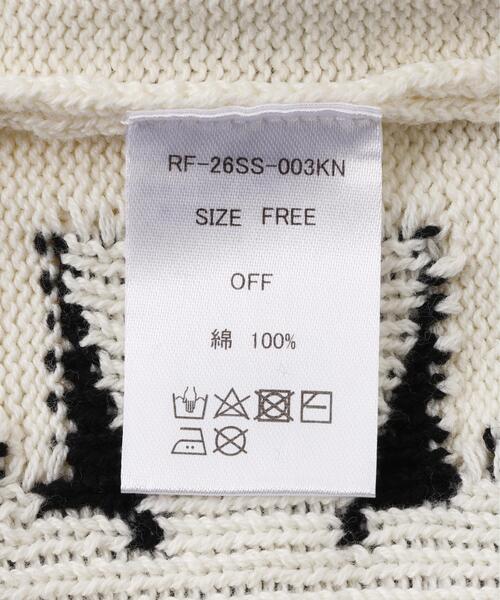 RF-26SS-003KN
SIZE FREE
OFF
綿 100%